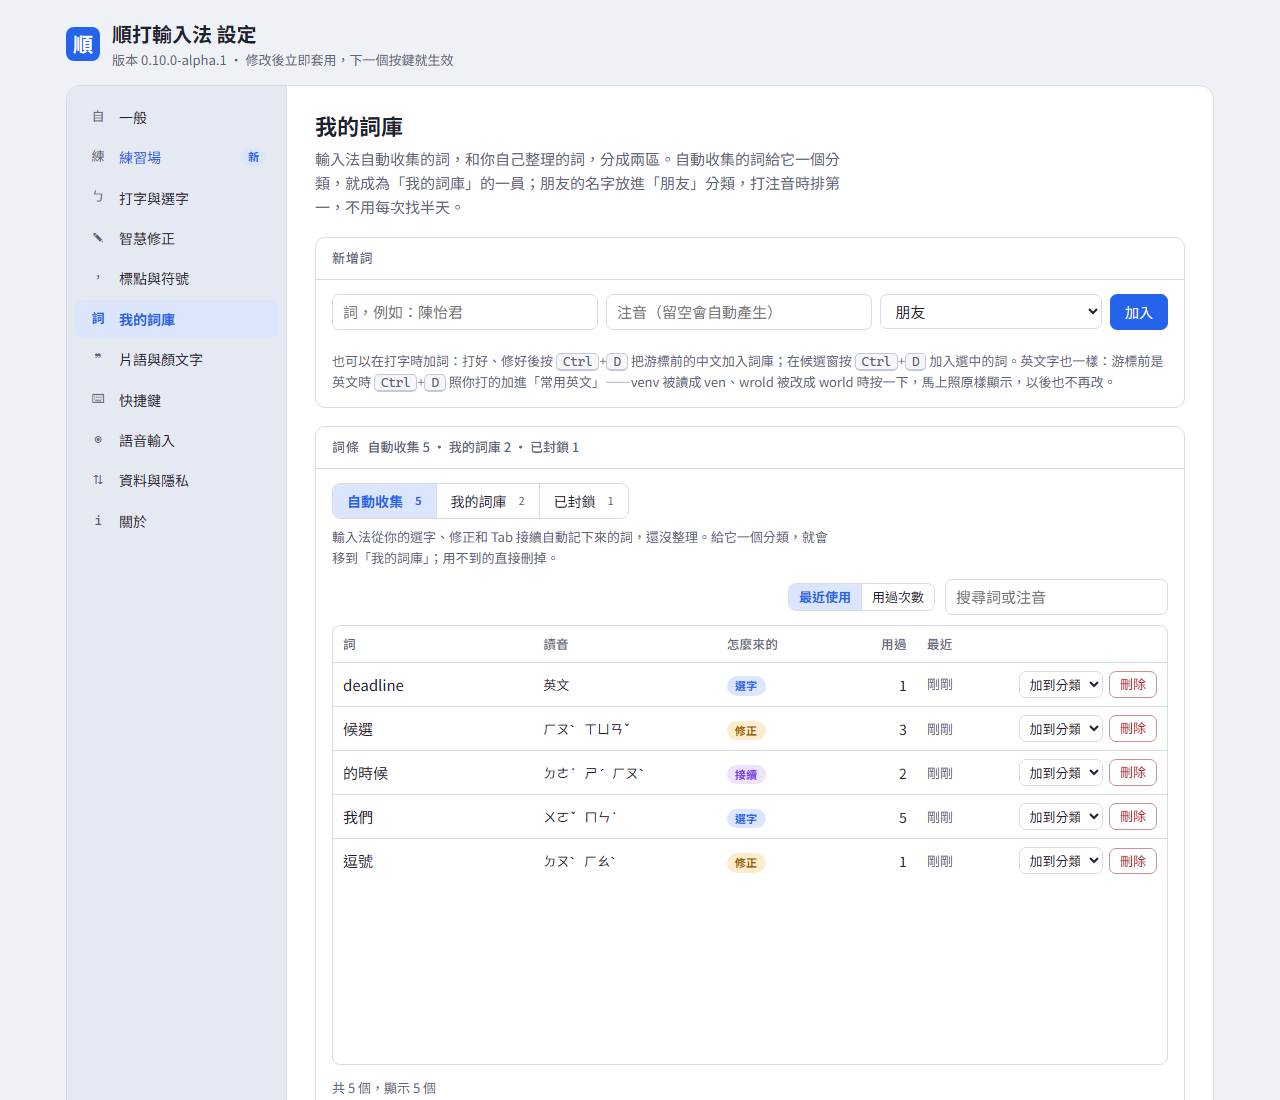 順
順打輸入法 設定
版本 0.10.0-alpha.1 • 修改後立即套用，下一個按鍵就生效
自 一般
練 練習場 新
ㄅ 打字與選字
✎ 智慧修正
， 標點與符號
詞 我的詞庫
❞ 片語與顏文字
⌨ 快捷鍵
◉ 語音輸入
⇅ 資料與隱私
i 關於
我的詞庫
輸入法自動收集的詞，和你自己整理的詞，分成兩區。自動收集的詞給它一個分
類，就成為「我的詞庫」的一員；朋友的名字放進「朋友」分類，打注音時排第
一，不用每次找半天。
新增詞
詞，例如：陳怡君 注音（留空會自動產生） 朋友 加入
也可以在打字時加詞：打好、修好後按 Ctrl+D 把游標前的中文加入詞庫；在候選窗按 Ctrl+D 加入選中的詞。英文字也一樣：游標前是
英文時 Ctrl+D 照你打的加進「常用英文」——venv 被讀成 ven、wrold 被改成 world 時按一下，馬上照原樣顯示，以後也不再改。
詞條 自動收集 5 • 我的詞庫 2 • 已封鎖 1
自動收集 5 我的詞庫 2 已封鎖 1
輸入法從你的選字、修正和 Tab 接續自動記下來的詞，還沒整理。給它一個分類，就會
移到「我的詞庫」；用不到的直接刪掉。
最近使用 用過次數 搜尋詞或注音
詞 讀音 怎麼來的 用過 最近
deadline 英文 選字 1 剛剛 加到分類 刪除
候選 ㄏㄡˋ ㄒㄩㄢˇ 修正 3 剛剛 加到分類 刪除
的時候 ㄉㄜ˙ ㄕˊ ㄏㄡˋ 接續 2 剛剛 加到分類 刪除
我們 ㄨㄛˇ ㄇㄣ˙ 選字 5 剛剛 加到分類 刪除
逗號 ㄉㄡˋ ㄏㄠˋ 修正 1 剛剛 加到分類 刪除
共 5 個，顯示 5 個